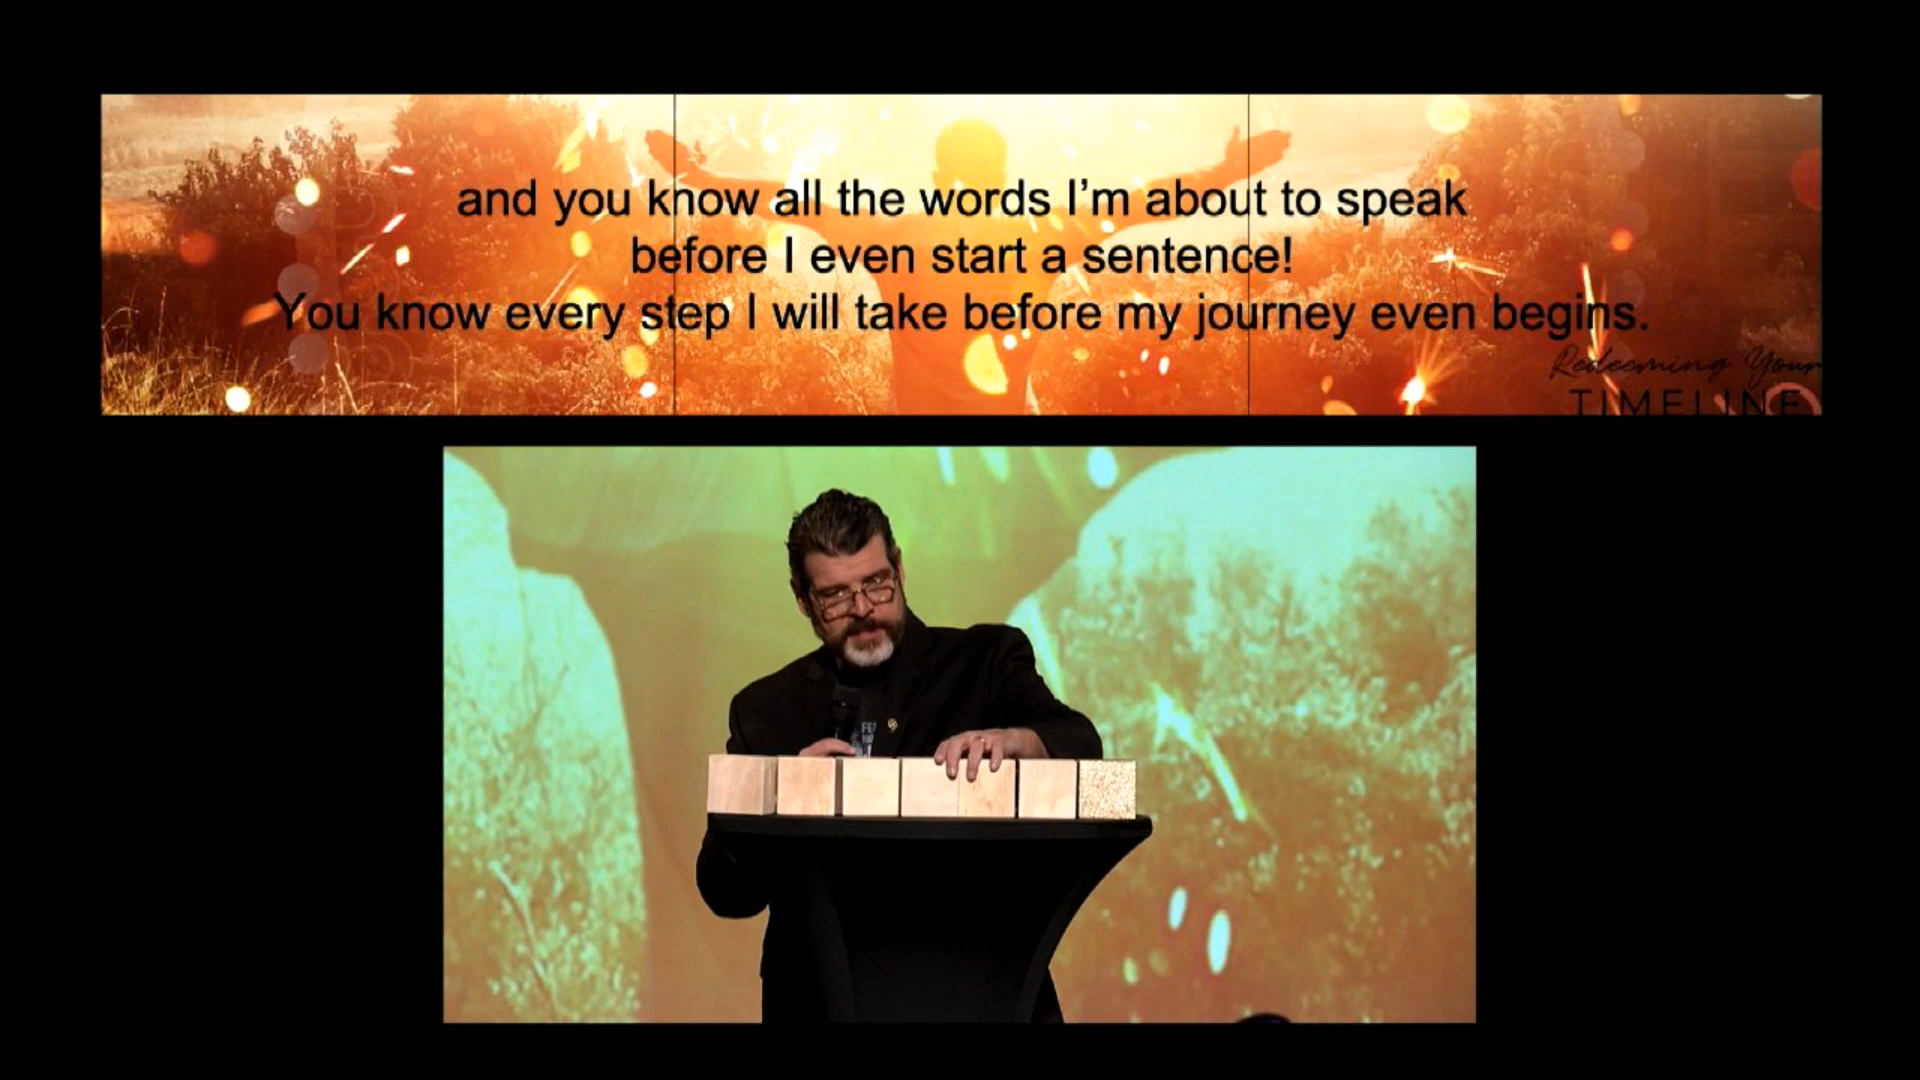 and you know all the words I’m about to speak
before I even start a sentence!
You know every step I will take before my journey even begins.
Redeeming Your
TIMELINE